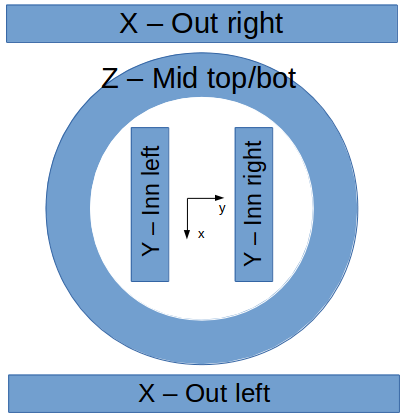 X – Out right
Z – Mid top/bot
Y – Inn left
Y – Inn right
y
x
X – Out left